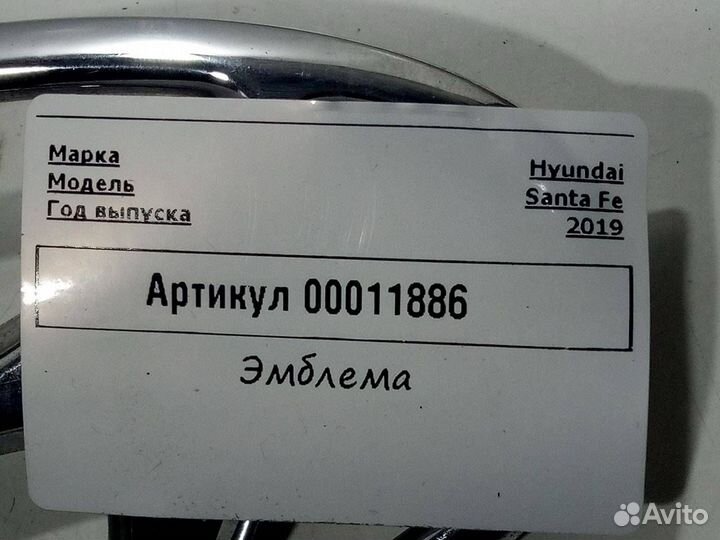 Марка Hyundai
Модель Santa Fe
Год выпуска 2019
Артикул 00011886
Эмблема
Avito